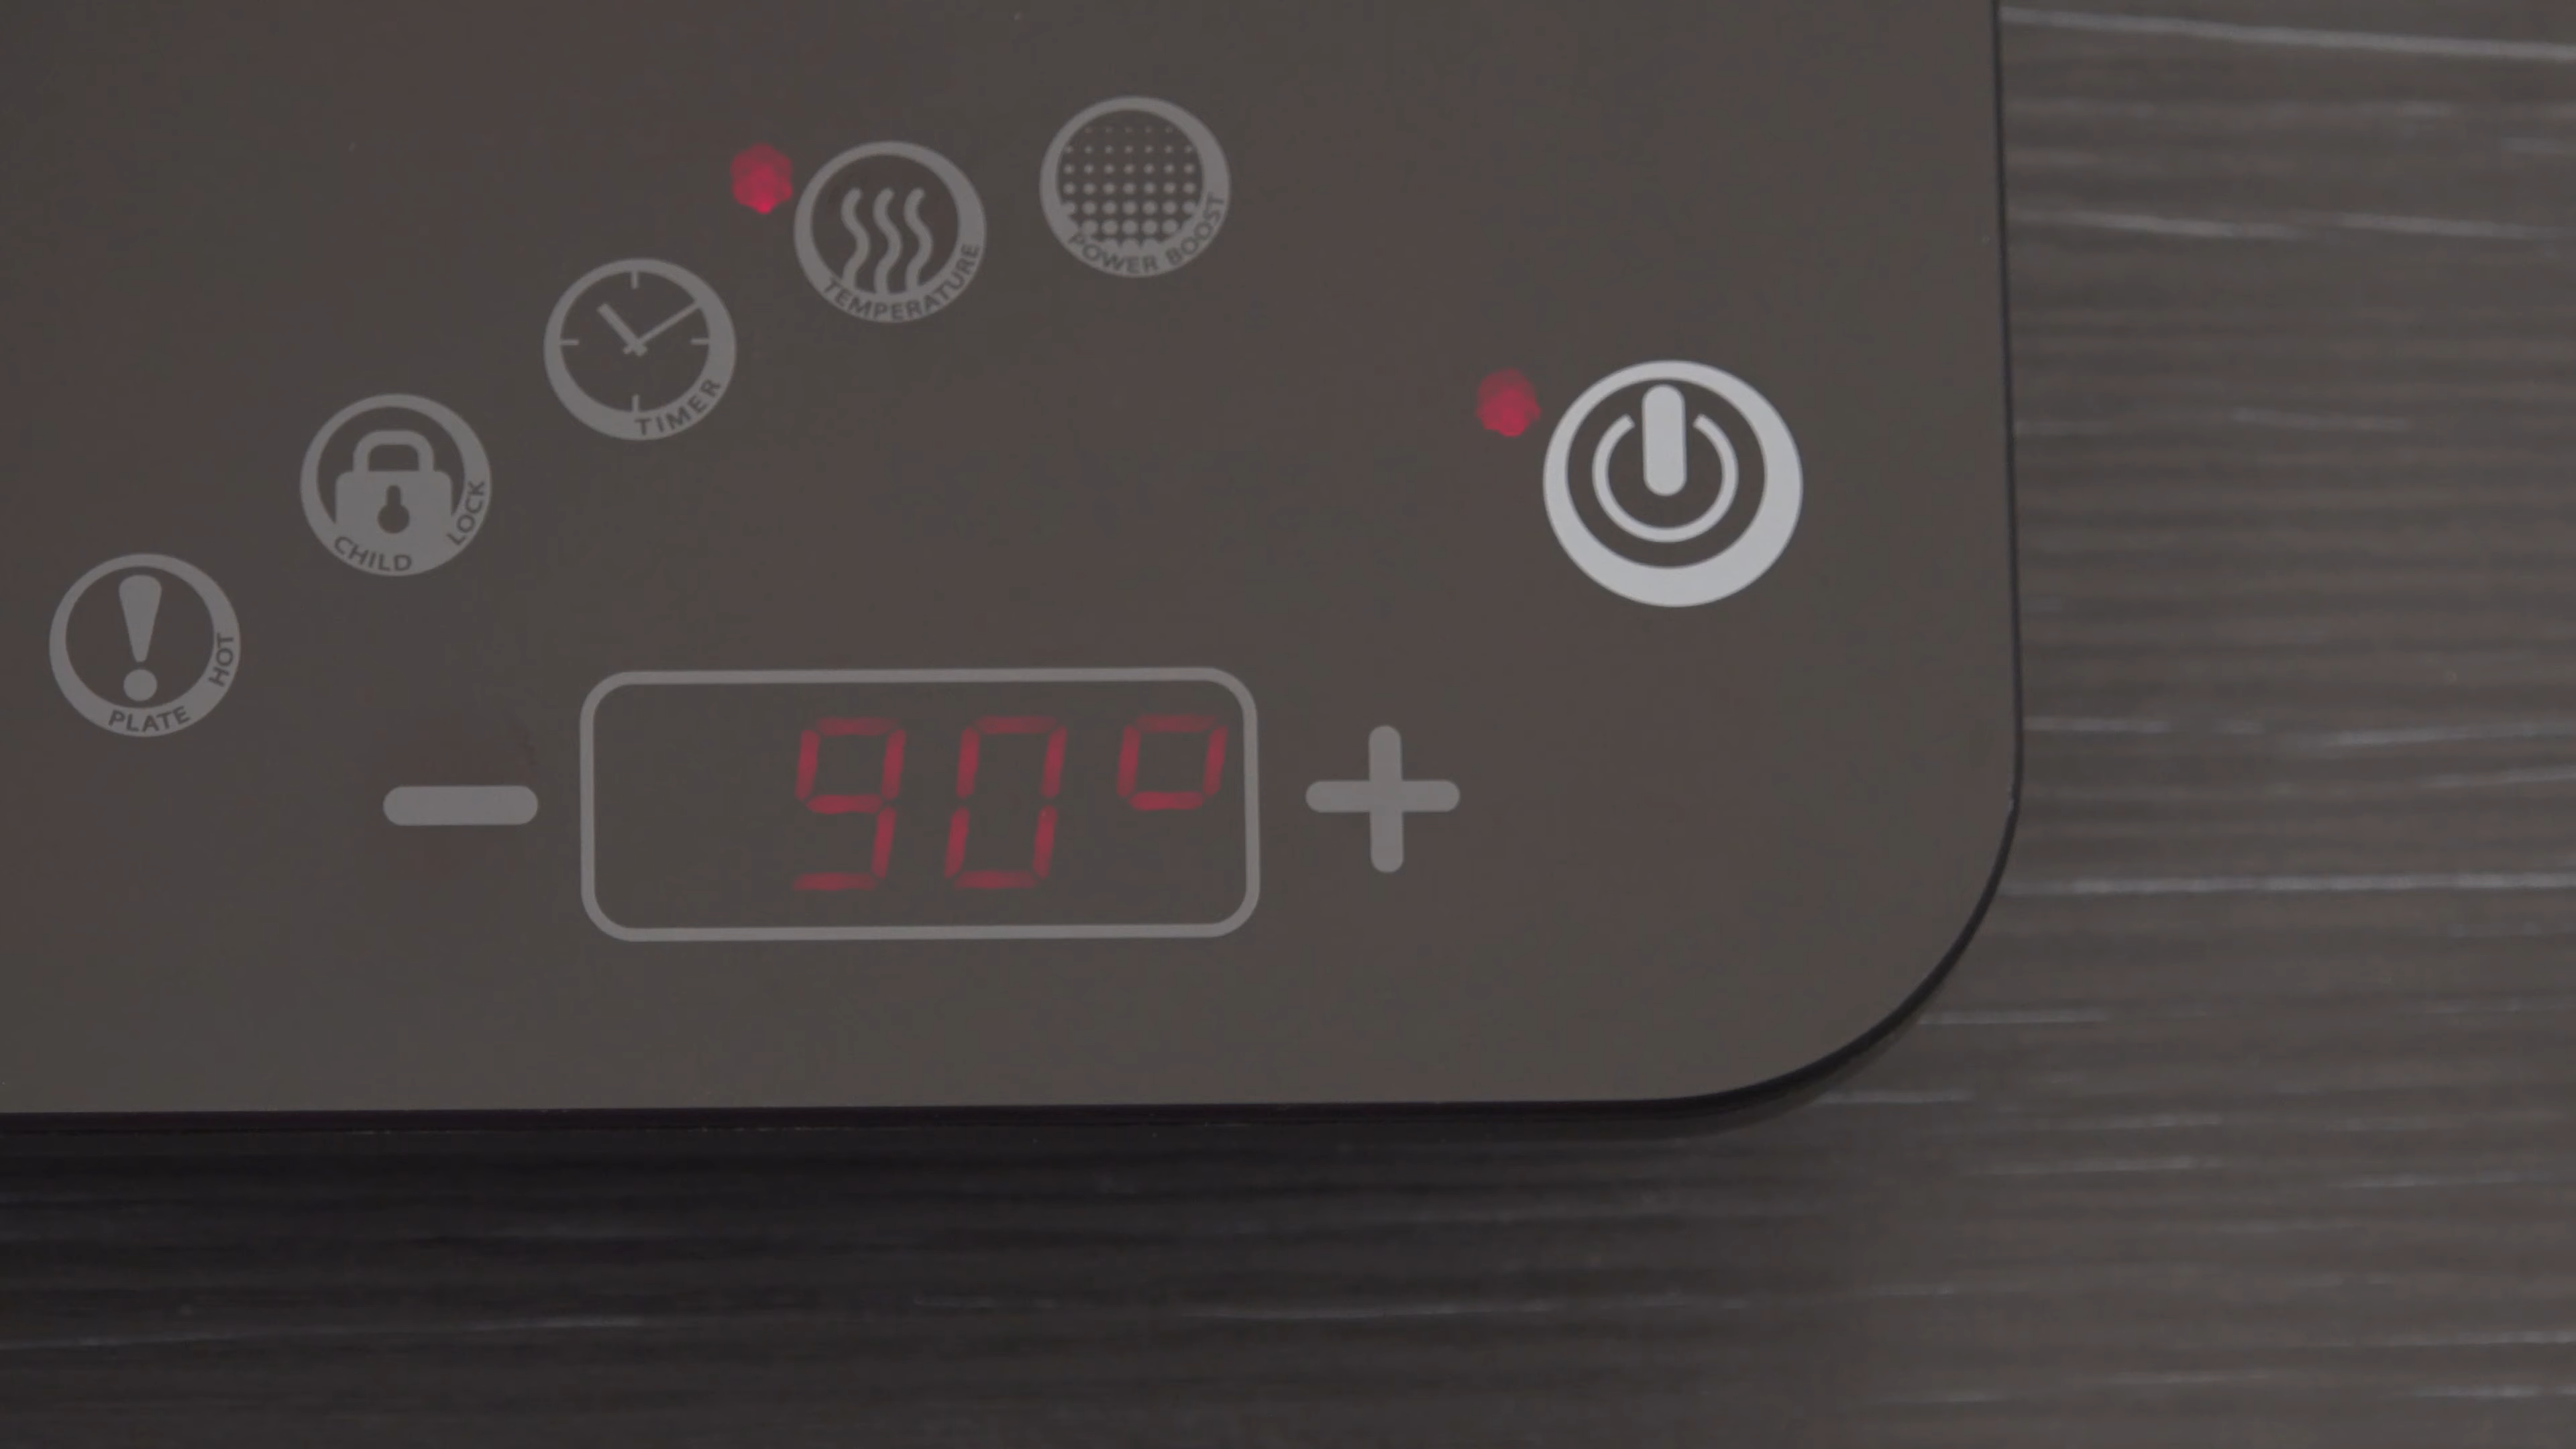 POWER BOOST
TEMPERATURE
TIMER
CHILD LOCK
HOT PLATE
90°